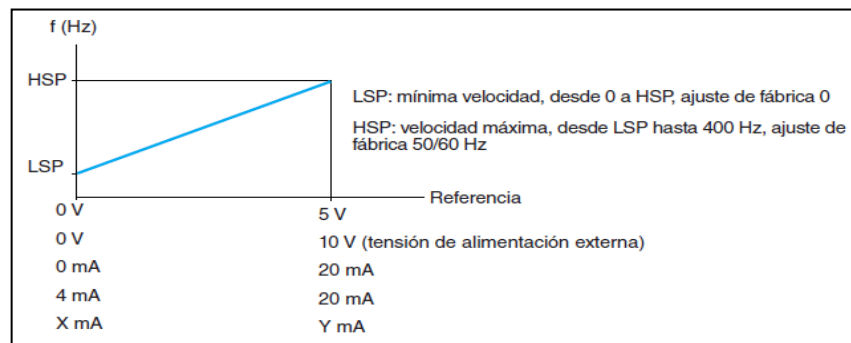 f (Hz)
HSP
LSP: mínima velocidad, desde 0 a HSP, ajuste de fábrica 0
HSP: velocidad máxima, desde LSP hasta 400 Hz, ajuste de
fábrica 50/60 Hz
LSP
Referencia
0 V 5 V
0 V 10 V (tensión de alimentación externa)
0 mA 20 mA
4 mA 20 mA
X mA Y mA